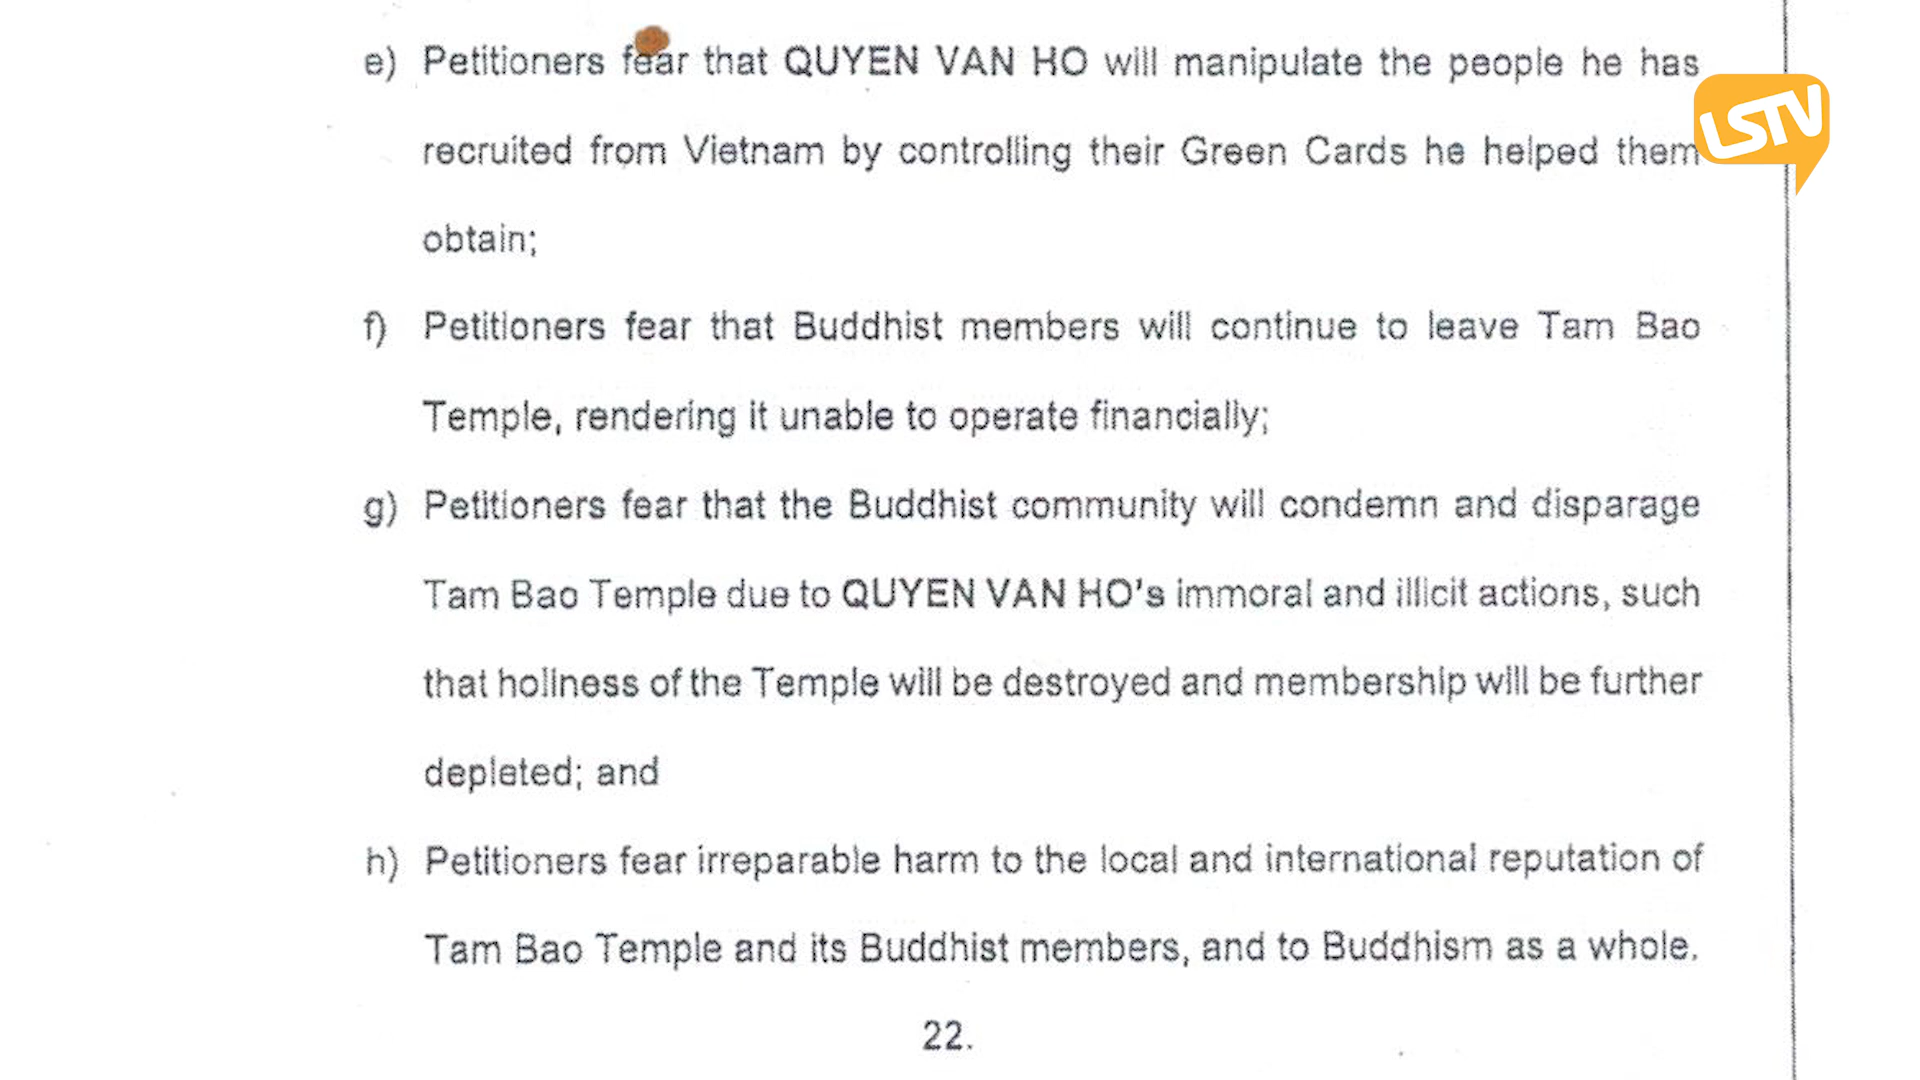 e) Petitioners fear that QUYEN VAN HO will manipulate the people he has
recruited from Vietnam by controlling their Green Cards he helped them
obtain;
f) Petitioners fear that Buddhist members will continue to leave Tam Bao
Temple, rendering it unable to operate financially;
g) Petitioners fear that the Buddhist community will condemn and disparage
Tam Bao Temple due to QUYEN VAN HO's immoral and illicit actions, such
that holiness of the Temple will be destroyed and membership will be further
depleted; and
h) Petitioners fear irreparable harm to the local and international reputation of
Tam Bao Temple and its Buddhist members, and to Buddhism as a whole.
22.
LSTV